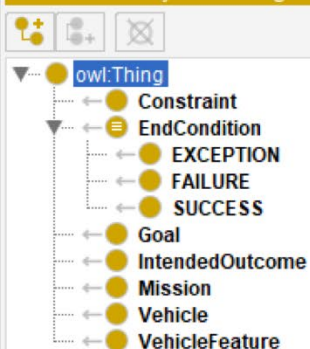 owl:Thing
Constraint
EndCondition
EXCEPTION
FAILURE
SUCCESS
Goal
IntendedOutcome
Mission
Vehicle
VehicleFeature